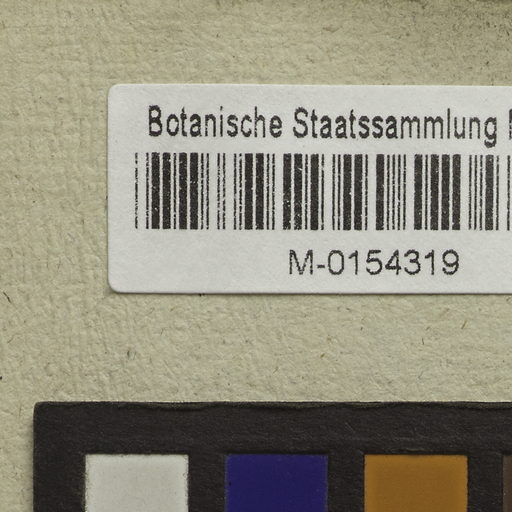 Botanische Staatssammlung
M-0154319